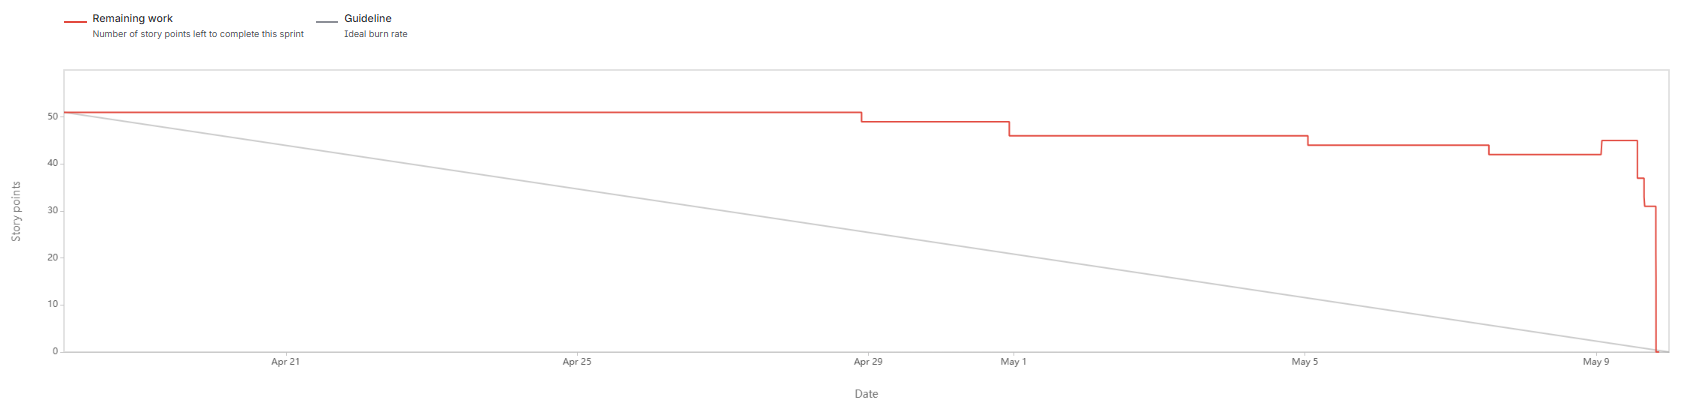 Remaining work
Number of story points left to complete this sprint
Guideline
Ideal burn rate
Story points
50
40
30
20
10
0
Apr 21
Apr 25
Apr 29
May 1
May 5
May 9
Date